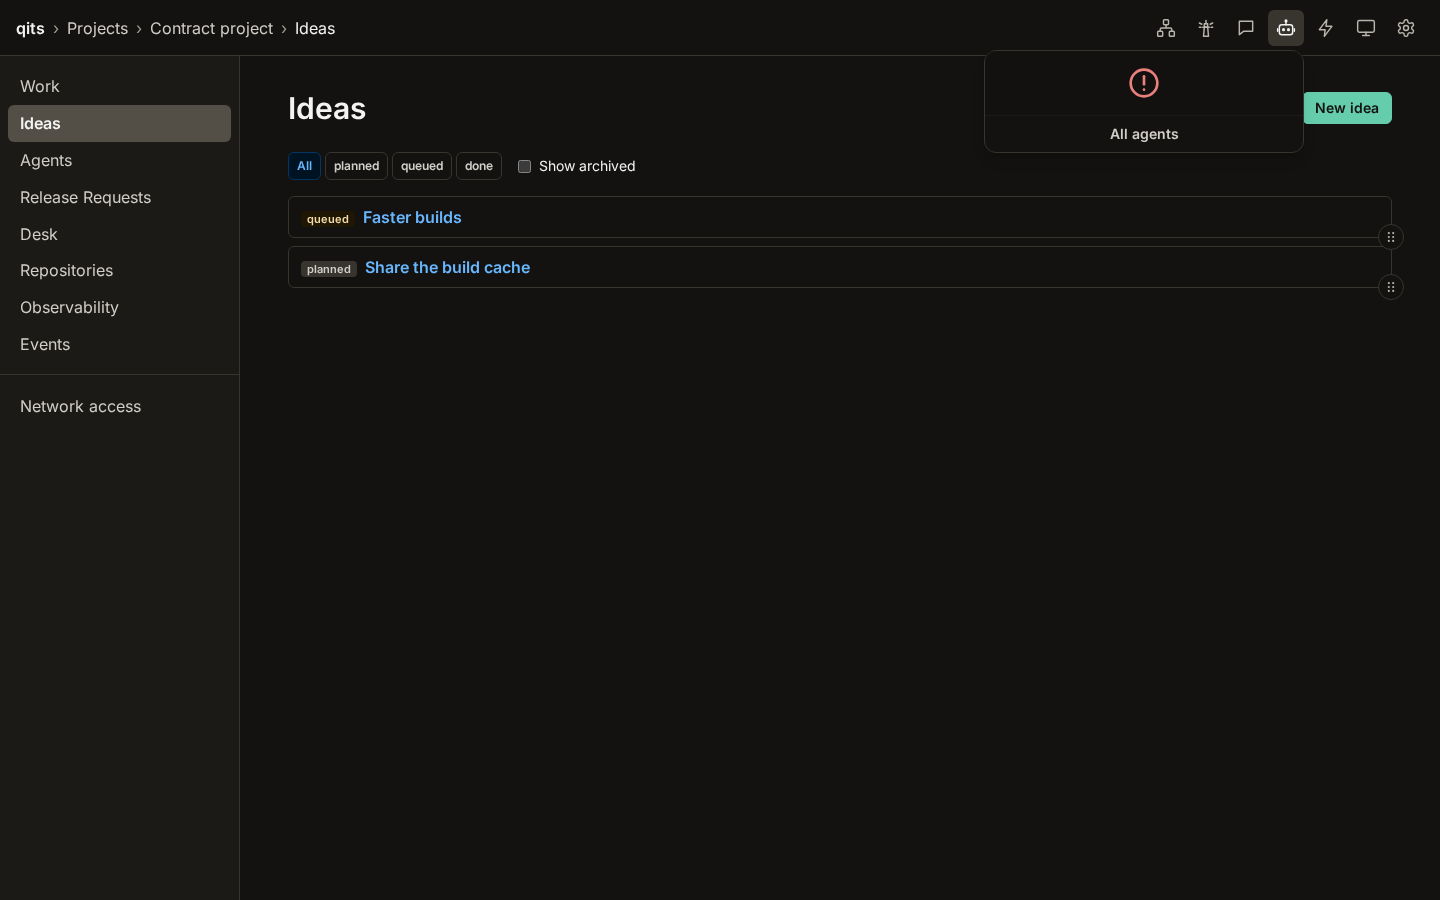 qits › Projects › Contract project › Ideas
All agents
Work
Ideas
Agents
Release Requests
Desk
Repositories
Observability
Events
Network access
Ideas
New idea
All planned queued done Show archived
queued Faster builds
planned Share the build cache